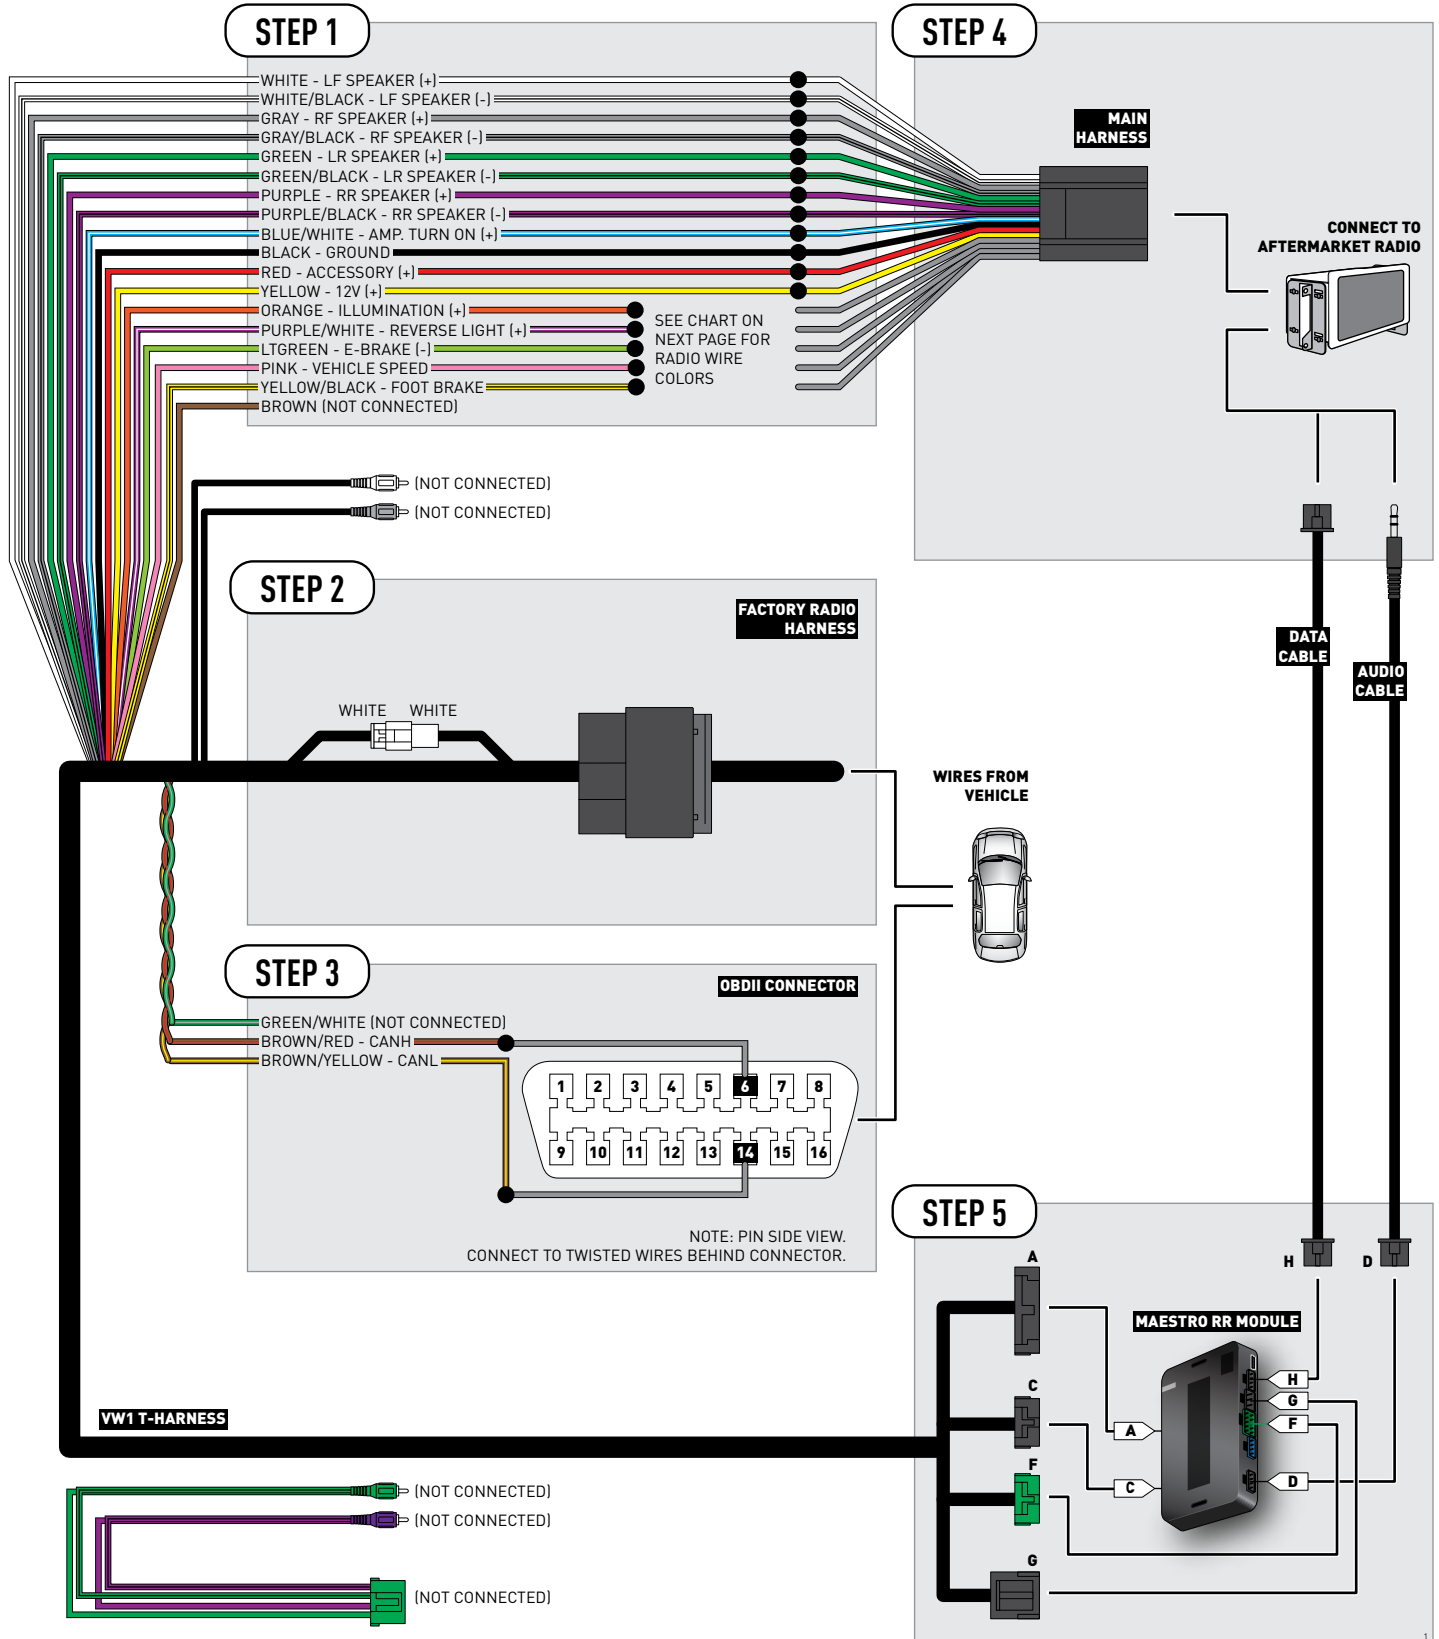 STEP 1
WHITE - LF SPEAKER (+)
WHITE/BLACK - LF SPEAKER (-)
GRAY - RF SPEAKER (+)
GRAY/BLACK - RF SPEAKER (-)
GREEN - LR SPEAKER (+)
GREEN/BLACK - LR SPEAKER (-)
PURPLE - RR SPEAKER (+)
PURPLE/BLACK - RR SPEAKER (-)
BLUE/WHITE - AMP. TURN ON (+)
BLACK - GROUND
RED - ACCESSORY (+)
YELLOW - 12V (+)
ORANGE - ILLUMINATION (+)
PURPLE/WHITE - REVERSE LIGHT (+)
LTGREEN - E-BRAKE (-)
PINK - VEHICLE SPEED
YELLOW/BLACK - FOOT BRAKE
BROWN (NOT CONNECTED)
SEE CHART ON
NEXT PAGE FOR
RADIO WIRE
COLORS
(NOT CONNECTED)
(NOT CONNECTED)
STEP 4
MAIN
HARNESS
CONNECT TO
AFTERMARKET RADIO
DATA
CABLE
AUDIO
CABLE
STEP 2
FACTORY RADIO
HARNESS
WHITE WHITE
WIRES FROM
VEHICLE
STEP 3
OBDII CONNECTOR
GREEN/WHITE (NOT CONNECTED)
BROWN/RED - CANH
BROWN/YELLOW - CANL
1 2 3 4 5 6 7 8
9 10 11 12 13 14 15 16
NOTE: PIN SIDE VIEW.
CONNECT TO TWISTED WIRES BEHIND CONNECTOR.
STEP 5
H D
A
MAESTRO RR MODULE
C
H
G
F
A
F
C
D
G
VW1 T-HARNESS
(NOT CONNECTED)
(NOT CONNECTED)
(NOT CONNECTED)
1